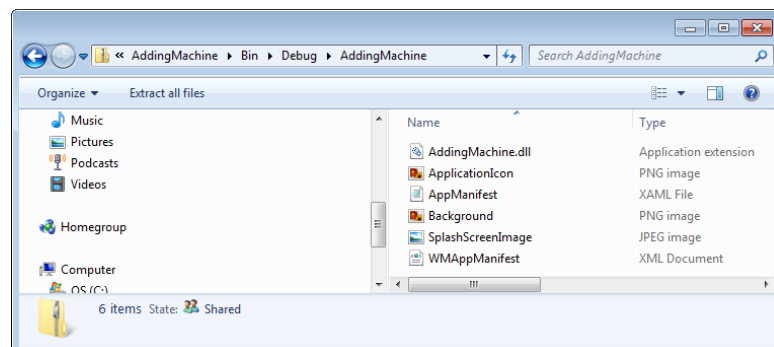 « AddingMachine ▸ Bin ▸ Debug ▸ AddingMachine
Search AddingMachine
Organize ▾ Extract all files
Music
Pictures
Podcasts
Videos
Homegroup
Computer
OS (C:)
Name Type
AddingMachine.dll Application extension
ApplicationIcon PNG image
AppManifest XAML File
Background PNG image
SplashScreenImage JPEG image
WMAppManifest XML Document
6 items State: Shared